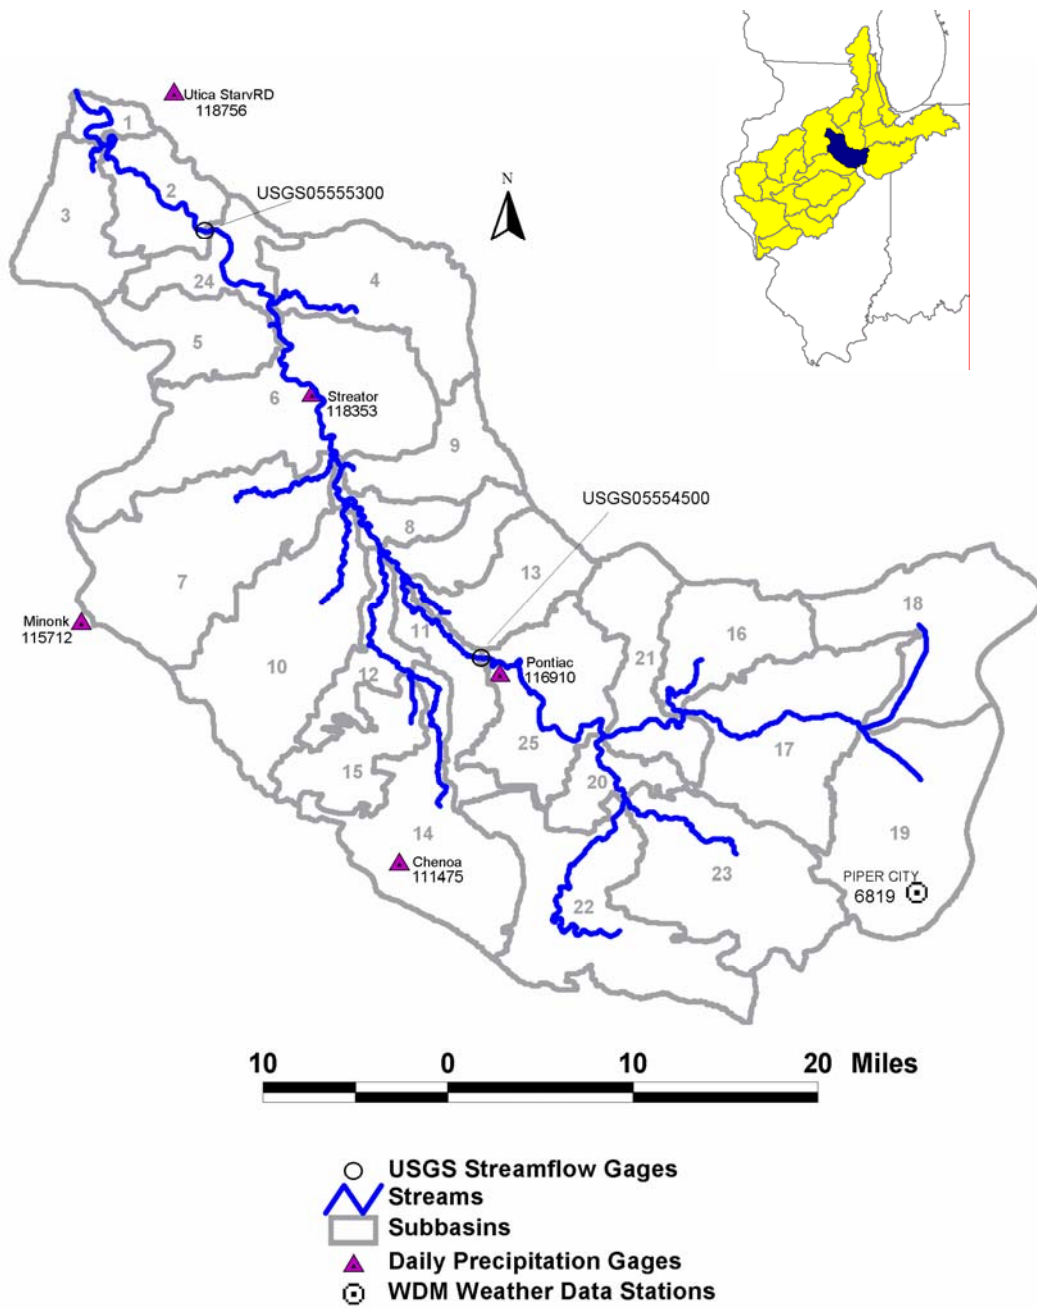 Utica StarvRD
118756
1
N
2
USGS05555300
3
24
4
5
6
Streator
118353
9
USGS05554500
8
7
13
18
Minonk
115712
11
16
10
12
Pontiac
116910
21
25
17
15
20
14
19
Chenoa
111475
23
PIPER CITY
6819
22
10 0 10 20 Miles
USGS Streamflow Gages
Streams
Subbasins
Daily Precipitation Gages
WDM Weather Data Stations